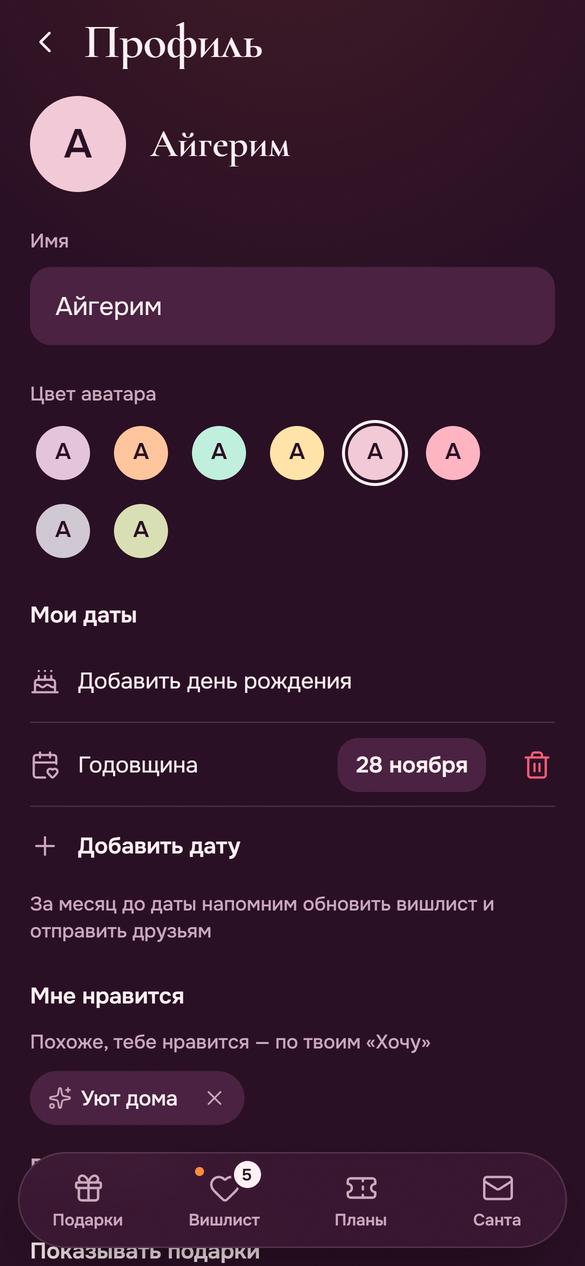 Профиль
А
Айгерим
Имя
Айгерим
Цвет аватара
А А А А А А
А А
Мои даты
Добавить день рождения
Годовщина
28 ноября
Добавить дату
За месяц до даты напомним обновить вишлист и
отправить друзьям
Мне нравится
Похоже, тебе нравится — по твоим «Хочу»
Уют дома
5
Подарки
Вишлист
Планы
Санта
Показывать подарки